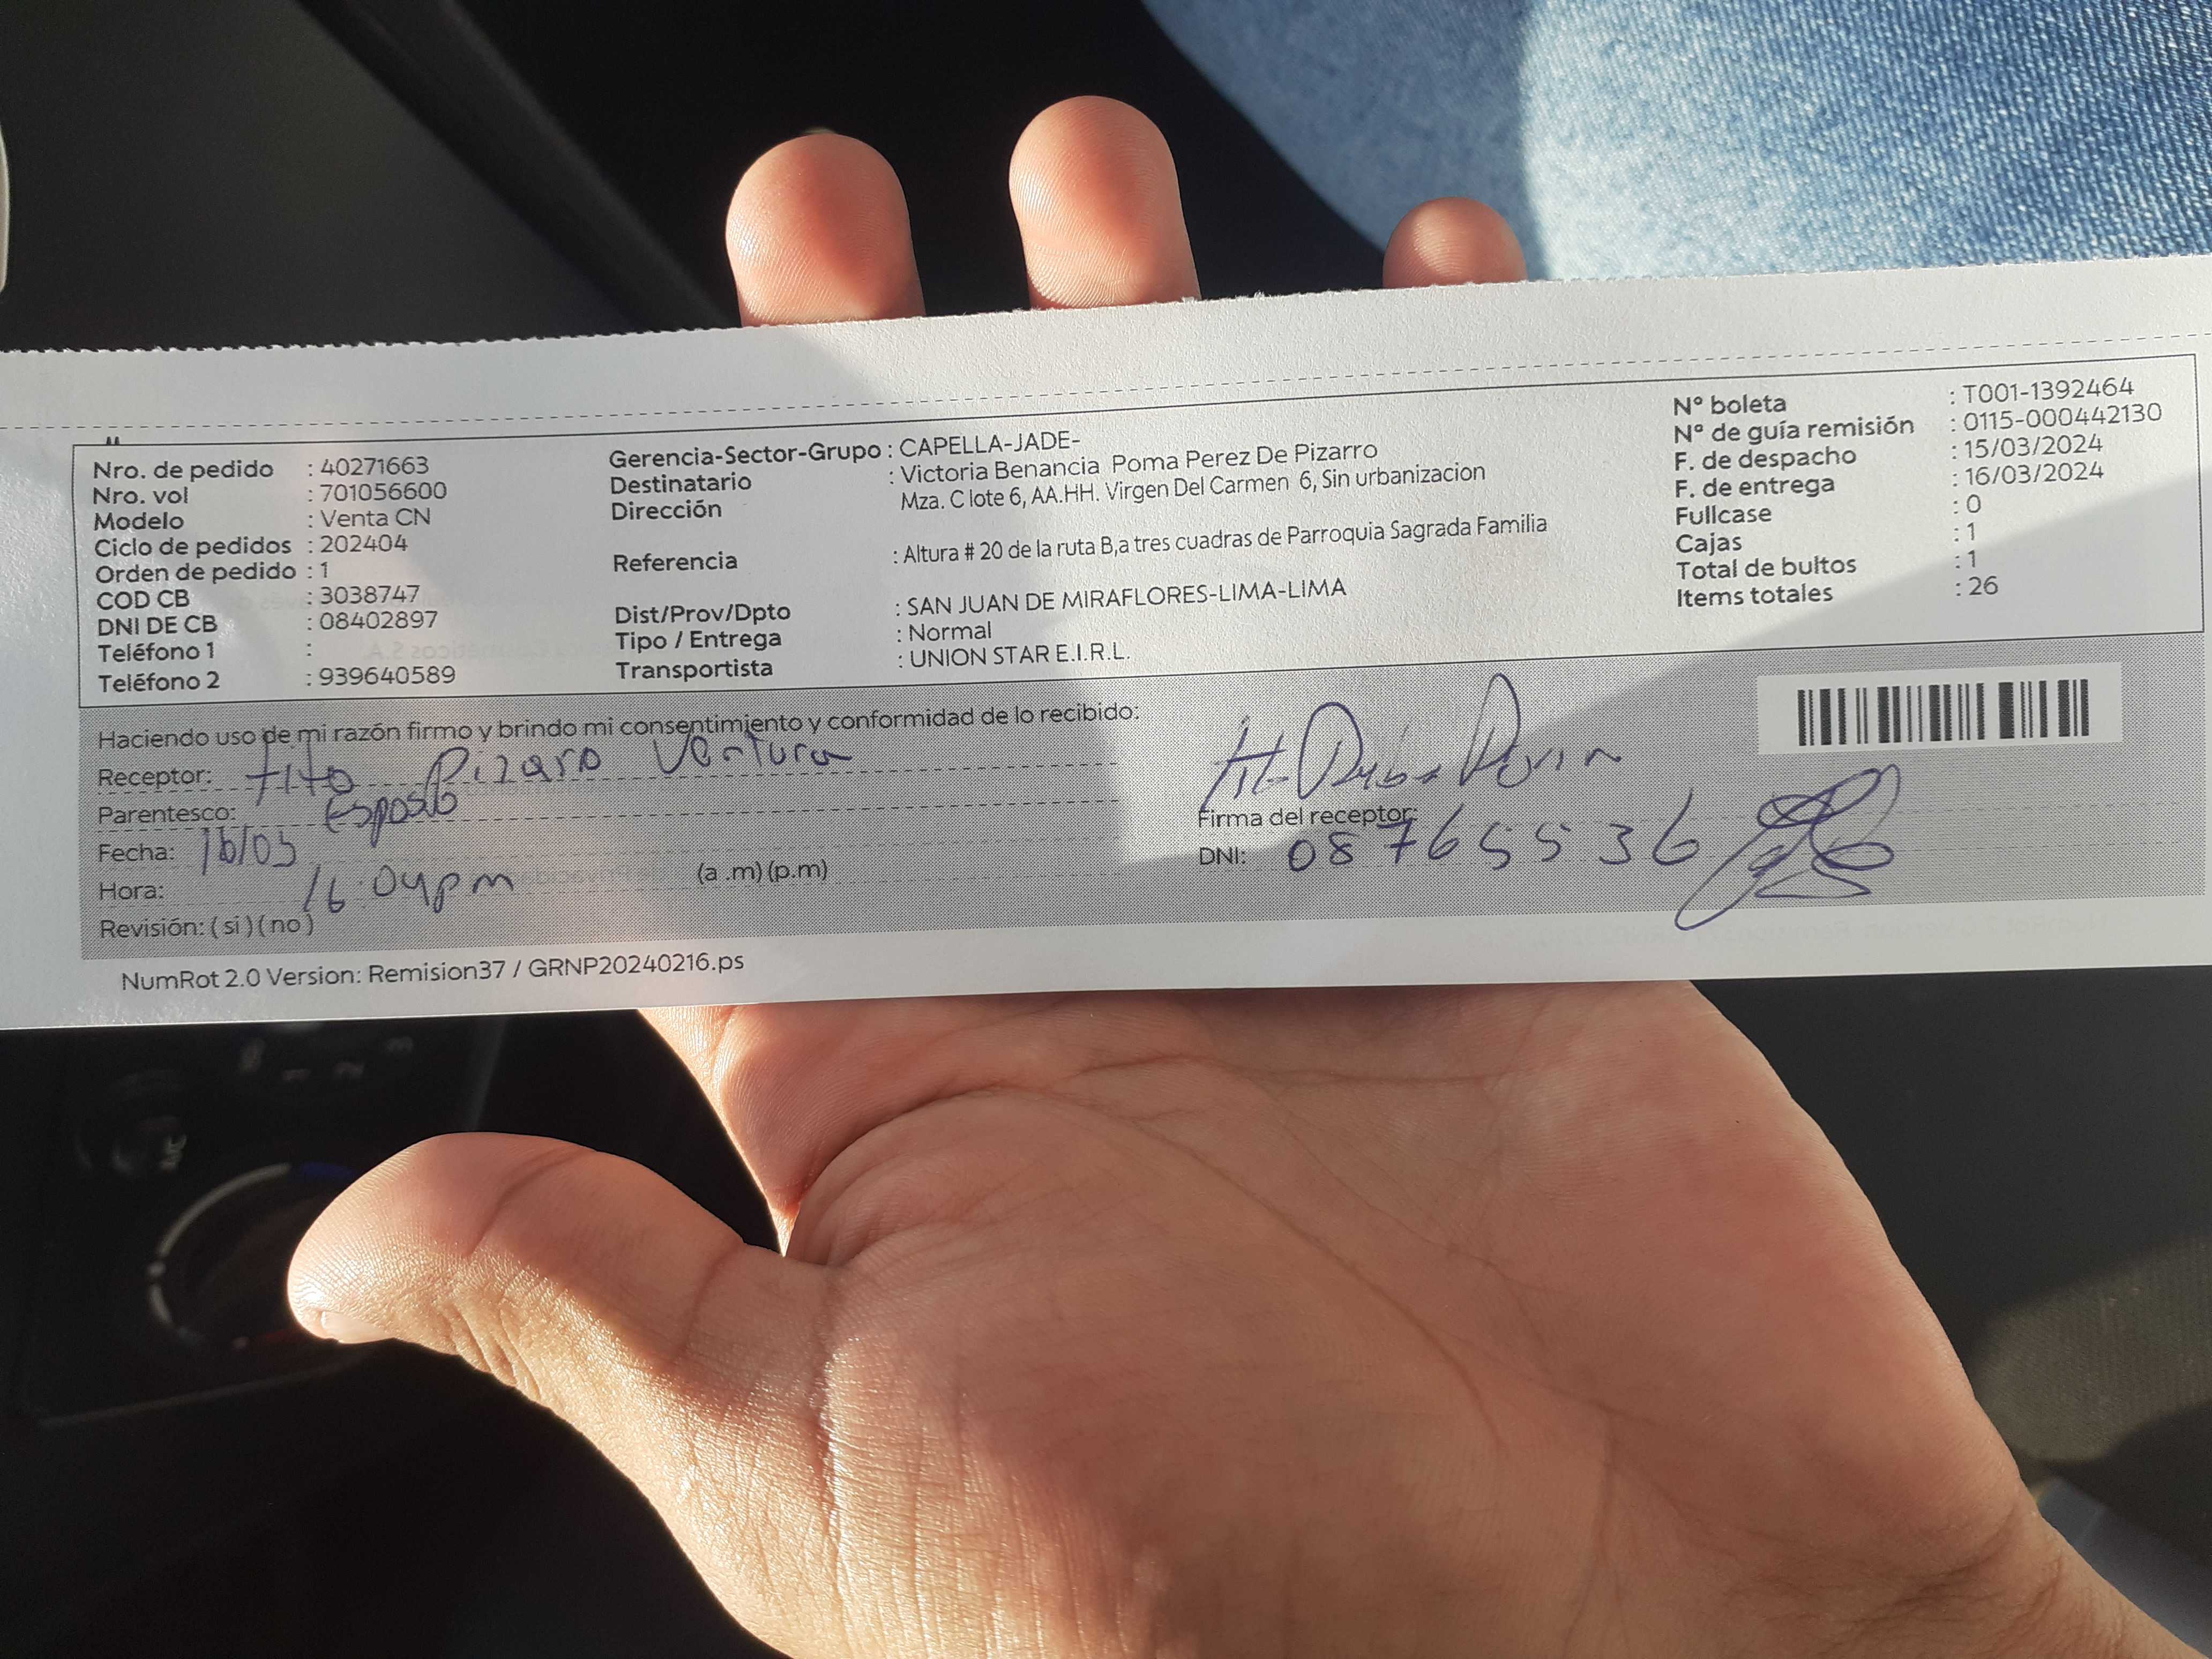 Nro. de pedido : 40271663
Nro. vol : 701056600
Modelo : Venta CN
Ciclo de pedidos : 202404
Orden de pedido : 1
COD CB : 3038747
DNI DE CB : 08402897
Teléfono 1 :
Teléfono 2 : 939640589
Gerencia-Sector-Grupo : CAPELLA-JADE-
Destinatario : Victoria Benancia Poma Perez De Pizarro
Dirección Mza. C lote 6, AA.HH. Virgen Del Carmen 6, Sin urbanizacion
Referencia : Altura # 20 de la ruta B,a tres cuadras de Parroquia Sagrada Familia
Dist/Prov/Dpto : SAN JUAN DE MIRAFLORES-LIMA-LIMA
Tipo / Entrega : Normal
Transportista : UNION STAR E.I.R.L.
Nº boleta : T001-1392464
Nº de guía remisión : 0115-000442130
F. de despacho : 15/03/2024
F. de entrega : 16/03/2024
Fullcase : 0
Cajas : 1
Total de bultos : 1
Items totales : 26
Haciendo uso de mi razón firmo y brindo mi consentimiento y conformidad de lo recibido:
Receptor: tito Pizaro Ventura
Parentesco: Esposo
Fecha: 16/03
Hora: 16:04pm (a .m) (p.m)
Revisión: ( si ) ( no )
Firma del receptor:
DNI: 08765536
NumRot 2.0 Version: Remision37 / GRNP20240216.ps